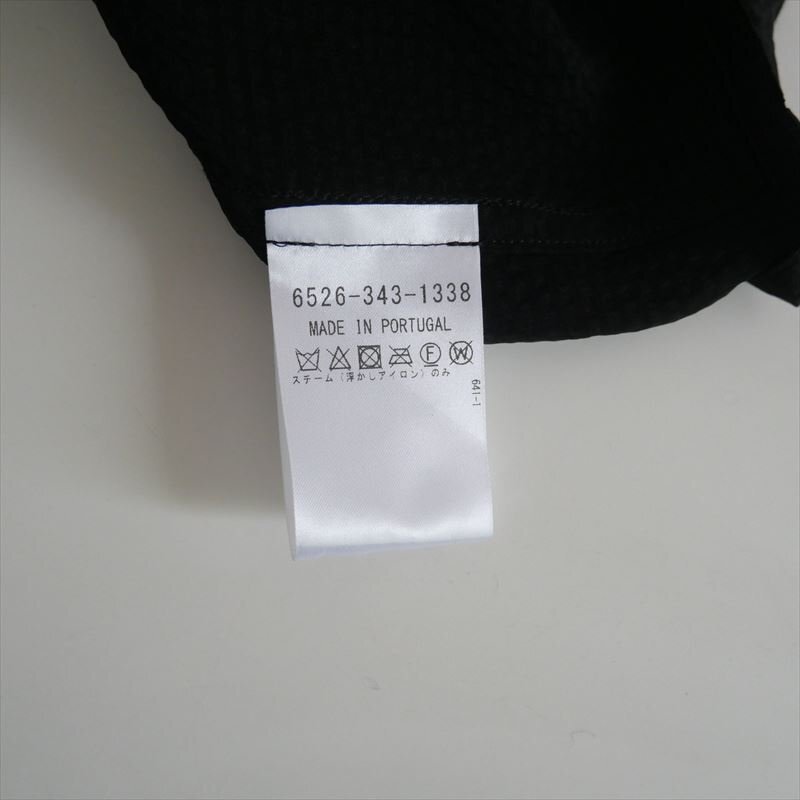 6526-343-1338
MADE IN PORTUGAL
F W
スチーム(浮かしアイロン)のみ
641-1